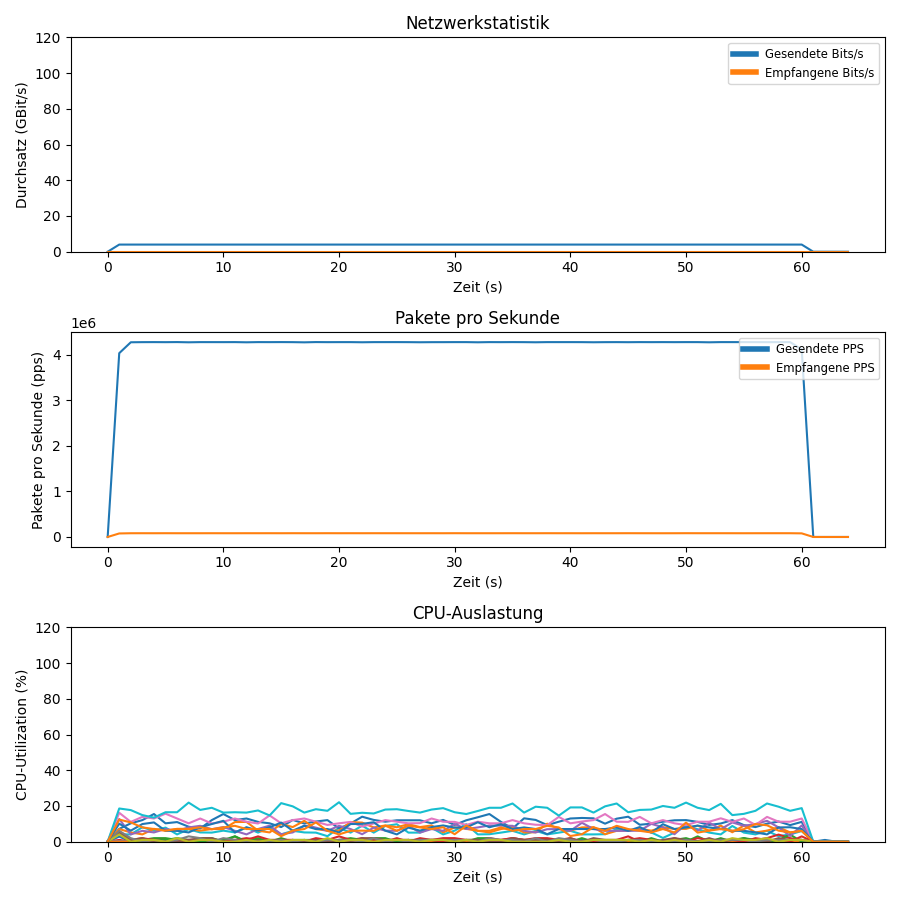 Netzwerkstatistik
Durchsatz (GBit/s)
120
100
80
60
40
20
0
Gesendete Bits/s
Empfangene Bits/s
0 10 20 30 40 50 60
Zeit (s)
Pakete pro Sekunde
1e6
Pakete pro Sekunde (pps)
4
3
2
1
0
Gesendete PPS
Empfangene PPS
0 10 20 30 40 50 60
Zeit (s)
CPU-Auslastung
CPU-Utilization (%)
120
100
80
60
40
20
0
0 10 20 30 40 50 60
Zeit (s)